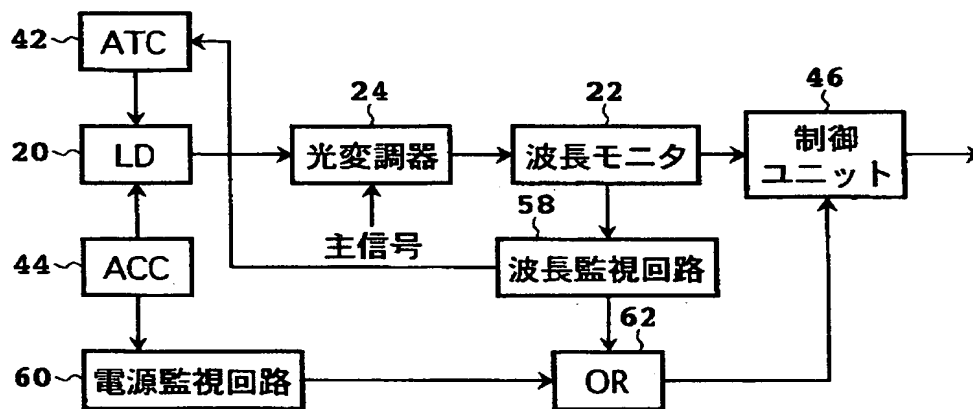 42
ATC
24
22
46
20
LD
光変調器
波長モニタ
制御
ユニット
58
主信号
44
ACC
波長監視回路
62
60
電源監視回路
OR